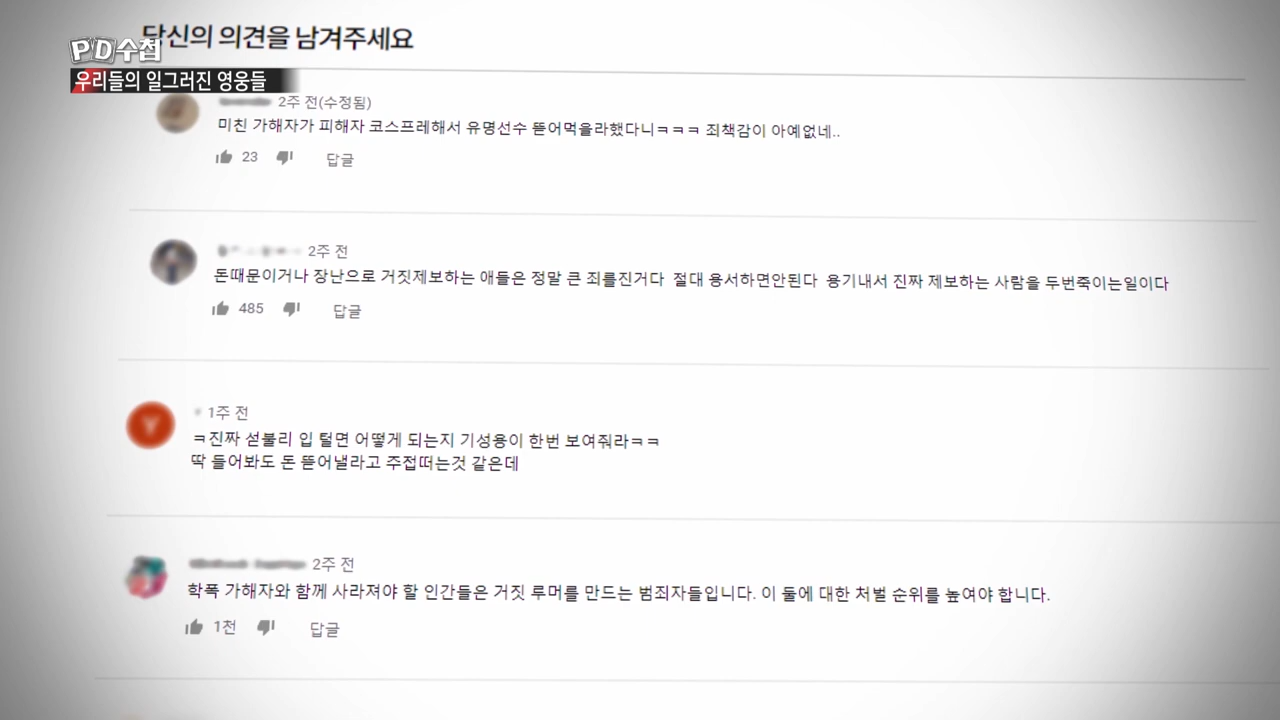 당신의 의견을 남겨주세요
PD수첩
우리들의 일그러진 영웅들
2주 전(수정됨)
미친 가해자가 피해자 코스프레해서 유명선수 뜯어먹을라했다니ㅋㅋㅋ 죄책감이 아예없네..
23 답글
2주 전
돈때문이거나 장난으로 거짓제보하는 애들은 정말 큰 죄를진거다 절대 용서하면안된다 용기내서 진짜 제보하는 사람을 두번죽이는일이다
485 답글
Y
1주 전
ㅋ진짜 섣불리 입 털면 어떻게 되는지 기성용이 한번 보여줘라ㅋㅋ
딱 들어봐도 돈 뜯어낼라고 주접떠는것 같은데
2주 전
학폭 가해자와 함께 사라져야 할 인간들은 거짓 루머를 만드는 범죄자들입니다. 이 둘에 대한 처벌 순위를 높여야 합니다.
1천 답글